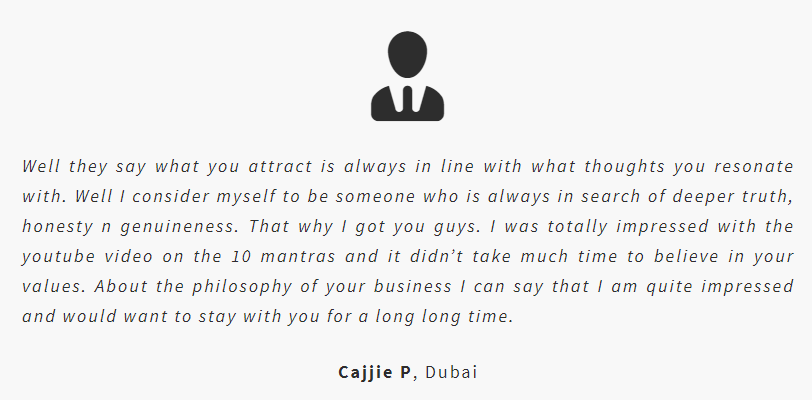 Well they say what you attract is always in line with what thoughts you resonate
with. Well I consider myself to be someone who is always in search of deeper truth,
honesty n genuineness. That why I got you guys. I was totally impressed with the
youtube video on the 10 mantras and it didn’t take much time to believe in your
values. About the philosophy of your business I can say that I am quite impressed
and would want to stay with you for a long long time.
Cajjie P, Dubai